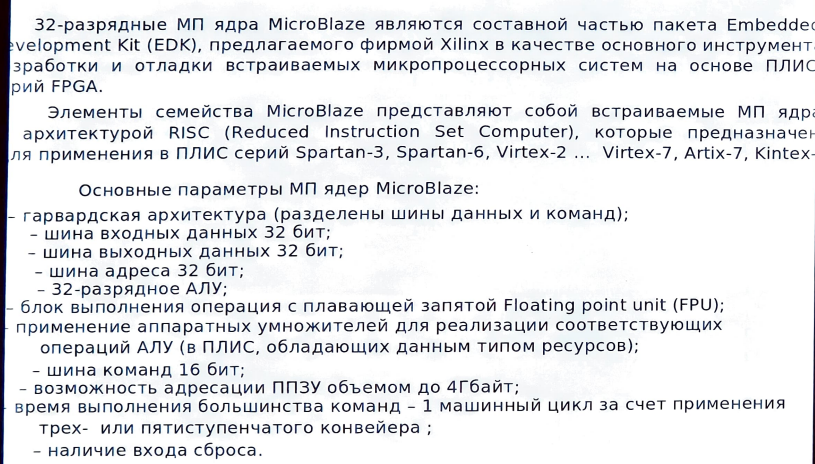 32-разрядные МП ядра MicroBlaze являются составной частью пакета Embedded
evelopment Kit (EDK), предлагаемого фирмой Xilinx в качестве основного инструмента
зработки и отладки встраиваемых микропроцессорных систем на основе ПЛИС
рий FPGA.
Элементы семейства MicroBlaze представляют собой встраиваемые МП ядра
архитектурой RISC (Reduced Instruction Set Computer), которые предназначен
ля применения в ПЛИС серий Spartan-3, Spartan-6, Virtex-2 ... Virtex-7, Artix-7, Kintex-
Основные параметры МП ядер MicroBlaze:
– гарвардская архитектура (разделены шины данных и команд);
– шина входных данных 32 бит;
– шина выходных данных 32 бит;
– шина адреса 32 бит;
– 32-разрядное АЛУ;
– блок выполнения операция с плавающей запятой Floating point unit (FPU);
– применение аппаратных умножителей для реализации соответствующих
операций АЛУ (в ПЛИС, обладающих данным типом ресурсов);
– шина команд 16 бит;
– возможность адресации ППЗУ объемом до 4Гбайт;
– время выполнения большинства команд – 1 машинный цикл за счет применения
трех- или пятиступенчатого конвейера ;
– наличие входа сброса.